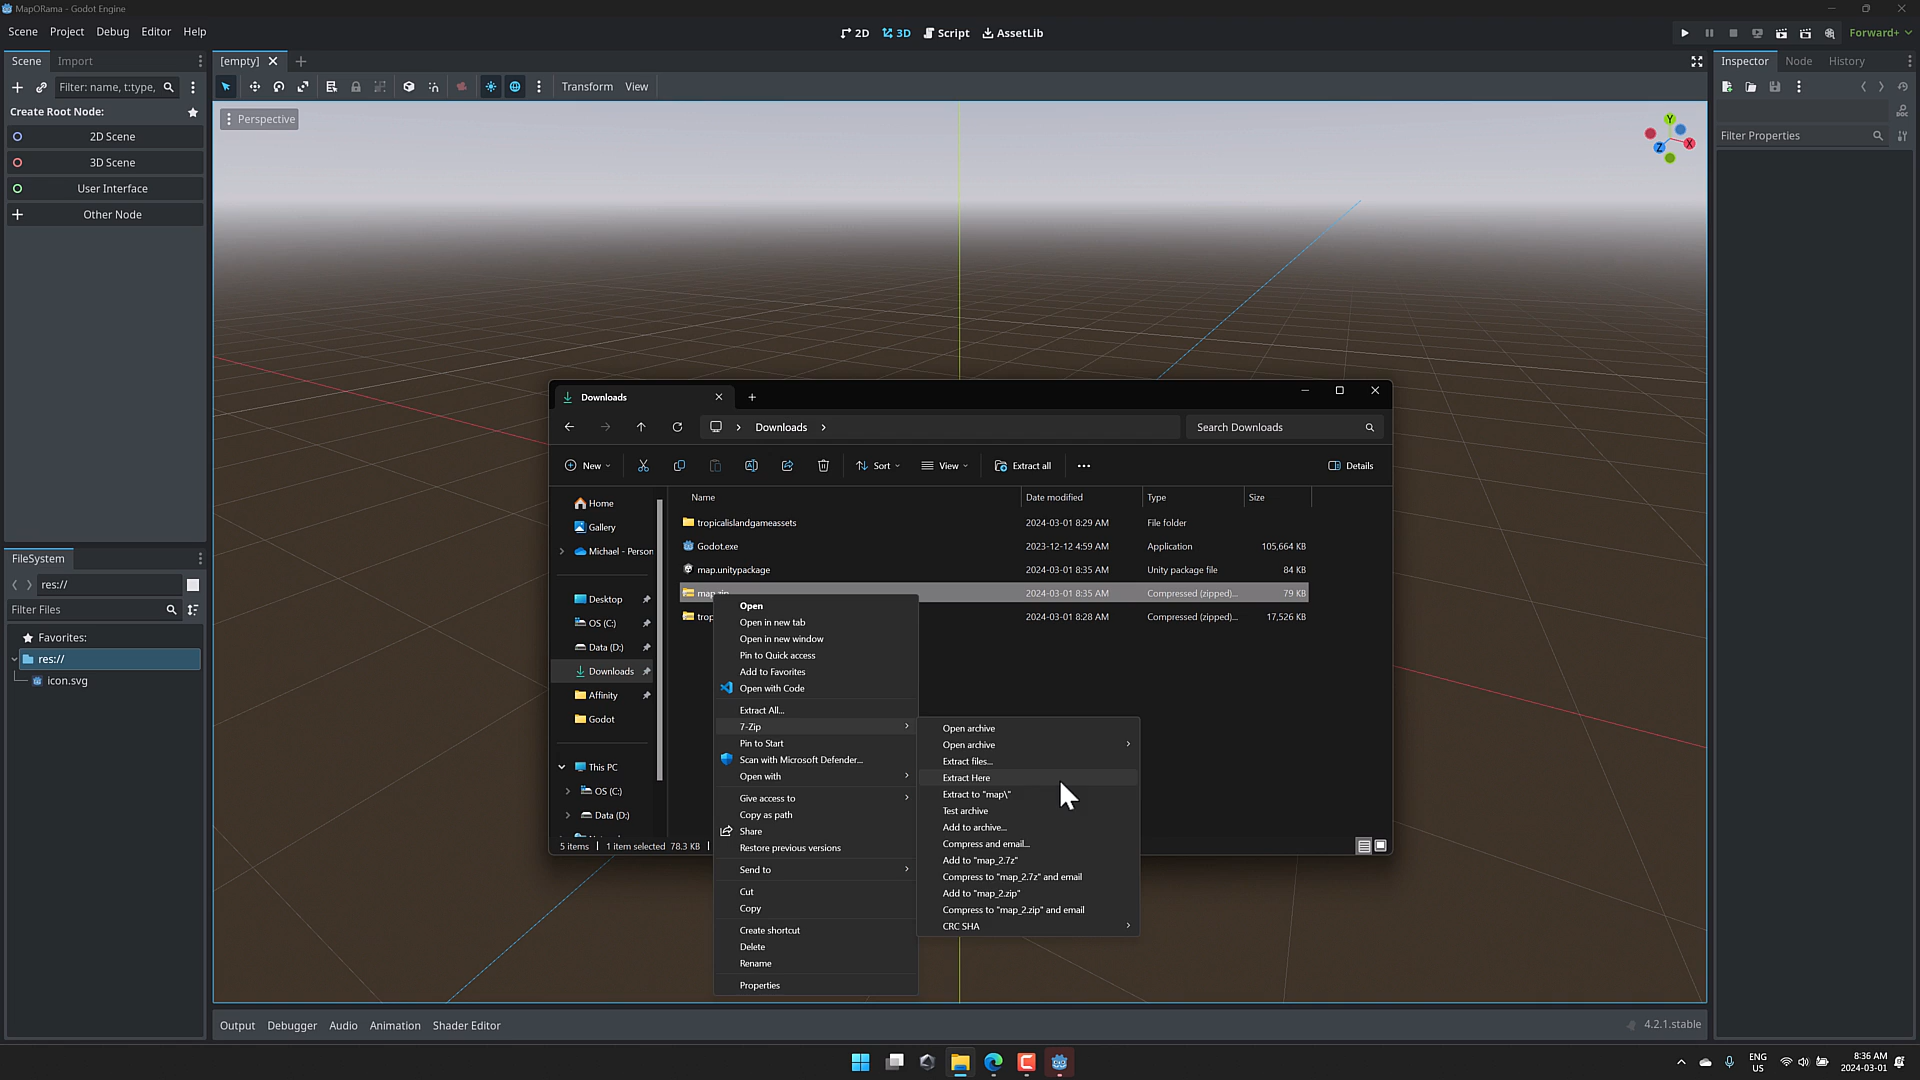 MapORama - Godot Engine
Scene Project Debug Editor Help
2D 3D Script AssetLib
Forward+
Scene Import
[empty]
Inspector Node History
Filter: name, t:type,
Transform View
Create Root Node:
2D Scene
3D Scene
User Interface
Other Node
Perspective
Y
X
Z
DOC
Filter Properties
FileSystem
res://
Filter Files
Favorites:
res://
icon.svg
Downloads
Downloads
Search Downloads
New
Sort
View
Extract all
Details
Home
Gallery
Michael - Person
Desktop
OS (C:)
Data (D:)
Downloads
Affinity
Godot
This PC
OS (C:)
Data (D:)
Name Date modified Type Size
tropicalislandgameassets 2024-03-01 8:29 AM File folder
Godot.exe 2023-12-12 4:59 AM Application 105,664 KB
map.unitypackage 2024-03-01 8:35 AM Unity package file 84 KB
map.zip 2024-03-01 8:35 AM Compressed (zipped)... 79 KB
trop 2024-03-01 8:28 AM Compressed (zipped)... 17,526 KB
5 items 1 item selected 78.3 KB
Open
Open in new tab
Open in new window
Pin to Quick access
Add to Favorites
Open with Code
Extract All...
7-Zip
Pin to Start
Scan with Microsoft Defender...
Open with
Give access to
Copy as path
Share
Restore previous versions
Send to
Cut
Copy
Create shortcut
Delete
Rename
Properties
Open archive
Open archive
Extract files...
Extract Here
Extract to "map\"
Test archive
Add to archive...
Compress and email...
Add to "map_2.7z"
Compress to "map_2.7z" and email
Add to "map_2.zip"
Compress to "map_2.zip" and email
CRC SHA
Output Debugger Audio Animation Shader Editor
4.2.1.stable
ENG
US
8:36 AM
2024-03-01